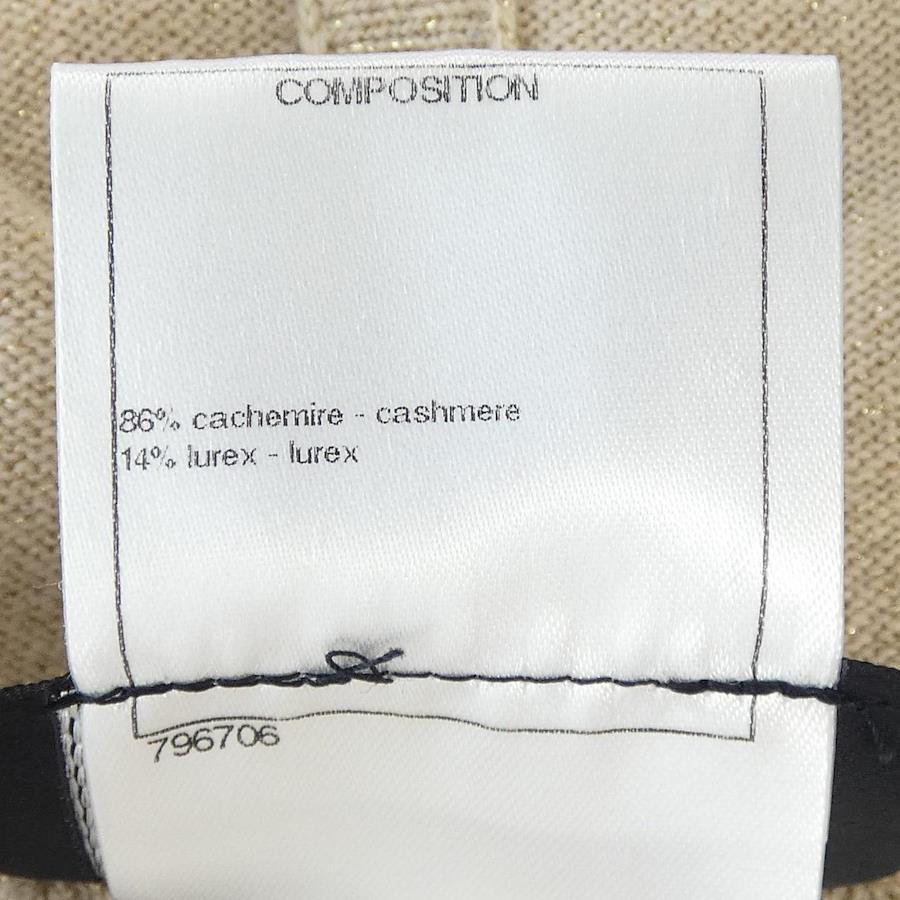 COMPOSITION
86% cachemire - cashmere
14% lurex - lurex
796706